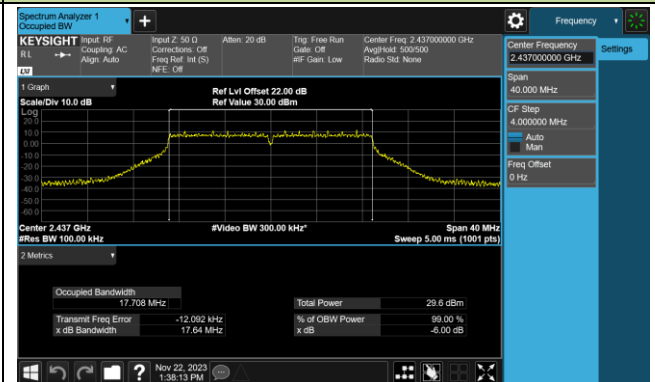 Spectrum Analyzer 1
Occupied BW
Frequency
KEYSIGHT
R L
LXI
Input: RF
Coupling: AC
Align: Auto
Input Z: 50 Ω
Corrections: Off
Freq Ref: Int (S)
NFE: Off
Atten: 20 dB
Trig: Free Run
Gate: Off
#IF Gain: Low
Center Freq: 2.437000000 GHz
Avg|Hold: 500/500
Radio Std: None
Center Frequency
2.437000000 GHz
Settings
Span
40.000 MHz
CF Step
4.000000 MHz
Auto
Man
Freq Offset
0 Hz
1 Graph
Scale/Div 10.0 dB
Ref Lvl Offset 22.00 dB
Ref Value 30.00 dBm
Log
20.0
10.0
0.00
-10.0
-20.0
-30.0
-40.0
-50.0
-60.0
Center 2.437 GHz
#Res BW 100.00 kHz
#Video BW 300.00 kHz*
Span 40 MHz
Sweep 5.00 ms (1001 pts)
2 Metrics
Occupied Bandwidth
17.708 MHz
Total Power 29.6 dBm
Transmit Freq Error -12.092 kHz
% of OBW Power 99.00 %
x dB Bandwidth 17.64 MHz
x dB -6.00 dB
Nov 22, 2023
1:38:13 PM